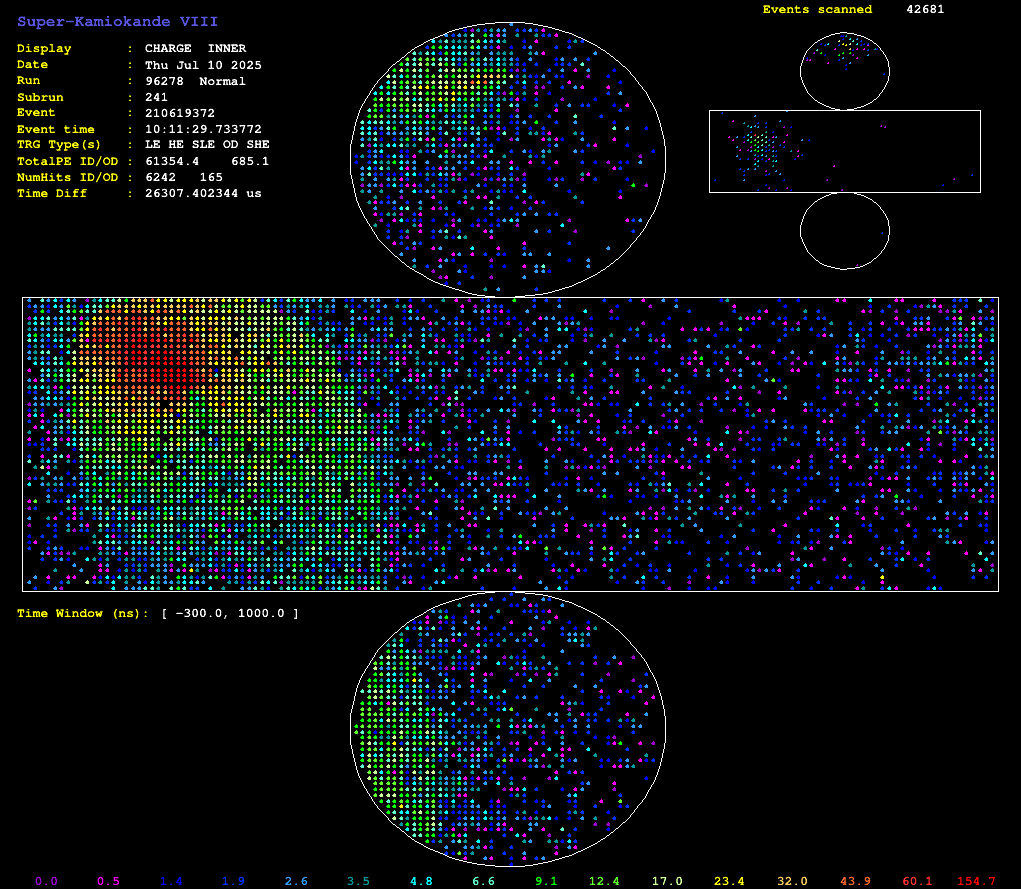 Super-Kamiokande VIII
Events scanned 42681
Display : CHARGE INNER
Date : Thu Jul 10 2025
Run : 96278 Normal
Subrun : 241
Event : 210619372
Event time : 10:11:29.733772
TRG Type(s) : LE HE SLE OD SHE
TotalPE ID/OD : 61354.4 685.1
NumHits ID/OD : 6242 165
Time Diff : 26307.402344 us
Time Window (ns): [ -300.0, 1000.0 ]
0.0 0.5 1.4 1.9 2.6 3.5 4.8 6.6 9.1 12.4 17.0 23.4 32.0 43.9 60.1 154.7